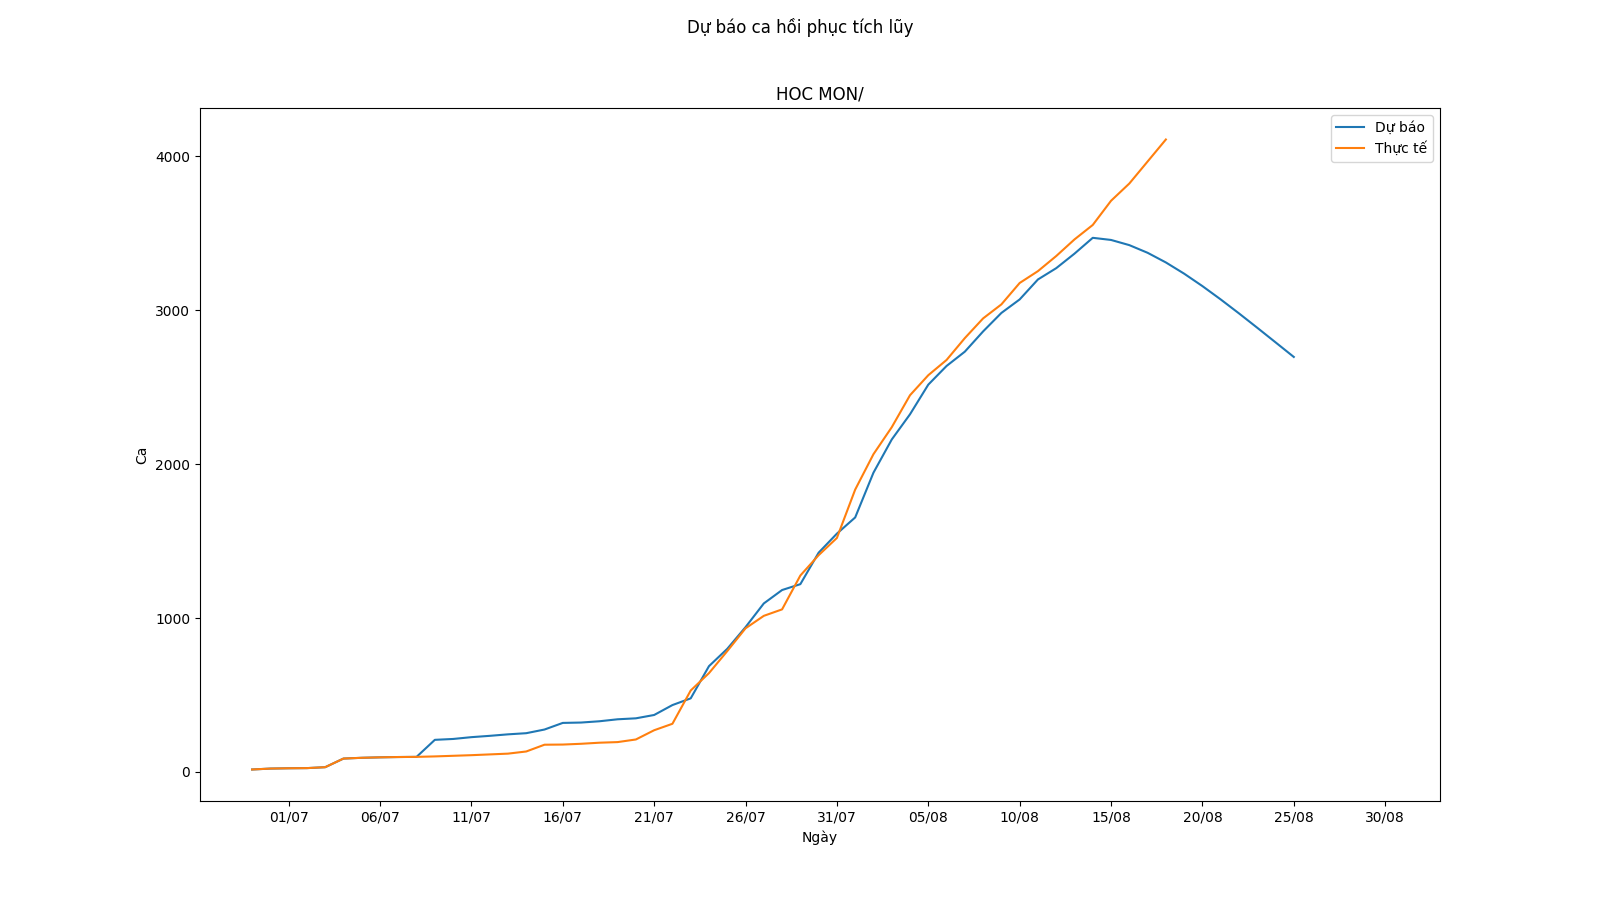 Dự báo ca hồi phục tích lũy
HOC MON/
Dự báo
Thực tế
4000
3000
2000
1000
0
Ca
01/07 06/07 11/07 16/07 21/07 26/07 31/07 05/08 10/08 15/08 20/08 25/08 30/08
Ngày